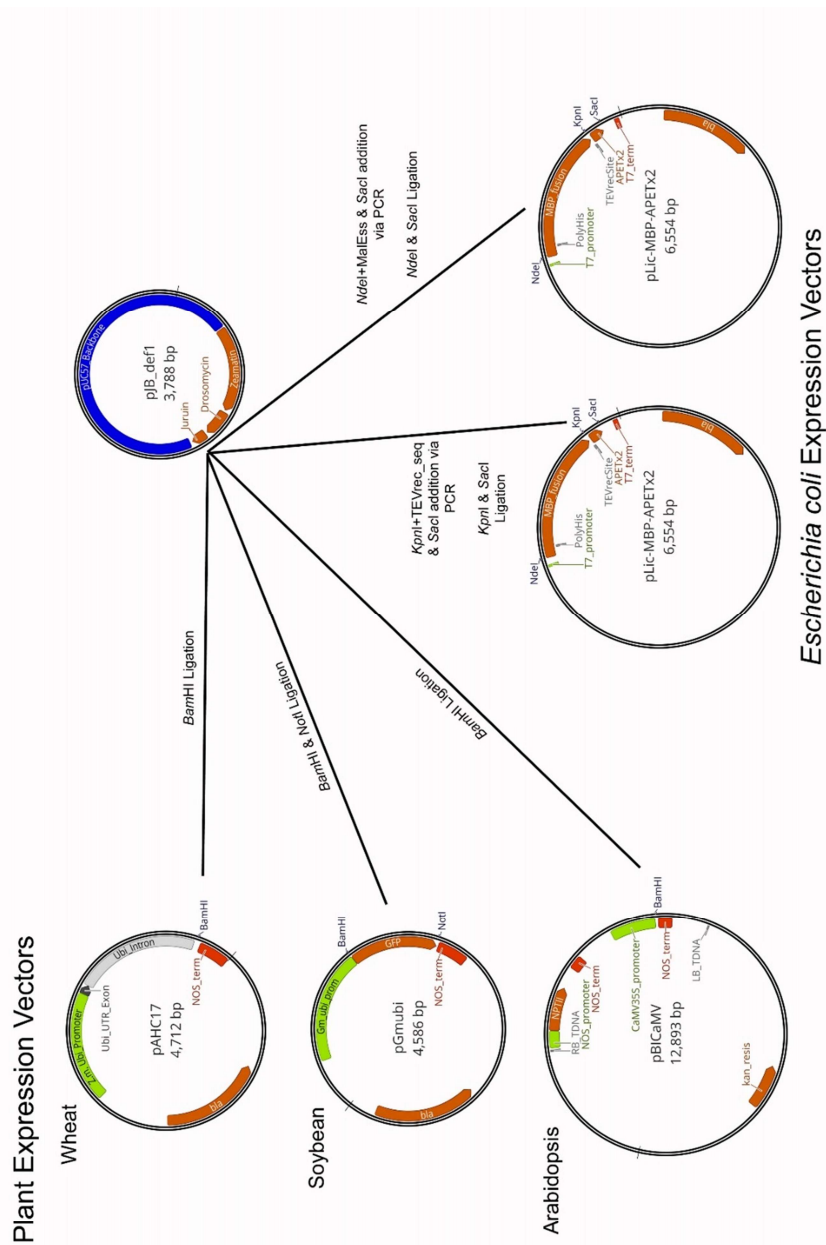 Plant Expression Vectors
Wheat
Z.m._Ubi_Promoter
Ubi_UTR_Exon
Ubi_Intron
BamHI
NOS_term
bla
pAHC17
4,712 bp
Soybean
Gm_ubi_prom
BamHI
GFP
NotI
NOS_term
bla
pGmubi
4,586 bp
Arabidopsis
RB_TDNA
NOS_promoter
NPTII
NOS_term
CaMV35S_promoter
BamHI
NOS_term
LB_TDNA
kan_resis
pBICaMV
12,893 bp
BamHI Ligation
BamHI & NotI Ligation
BamHI Ligation
pUC57_Backbone
pJB_def1
3,788 bp
Juruin
Drosomycin
Zeamatin
KpnI+TEVrec_seq
& SacI addition via
PCR
KpnI & SacI
Ligation
NdeI+MalEss & SacI addition
via PCR
NdeI & SacI Ligation
NdeI
T7_promoter
PolyHis
MBP_fusion
KpnI
SacI
TEVrecSite
APETx2
T7_term
bla
pLic-MBP-APETx2
6,554 bp
NdeI
T7_promoter
PolyHis
MBP_fusion
KpnI
SacI
TEVrecSite
APETx2
T7_term
bla
pLic-MBP-APETx2
6,554 bp
Escherichia coli Expression Vectors